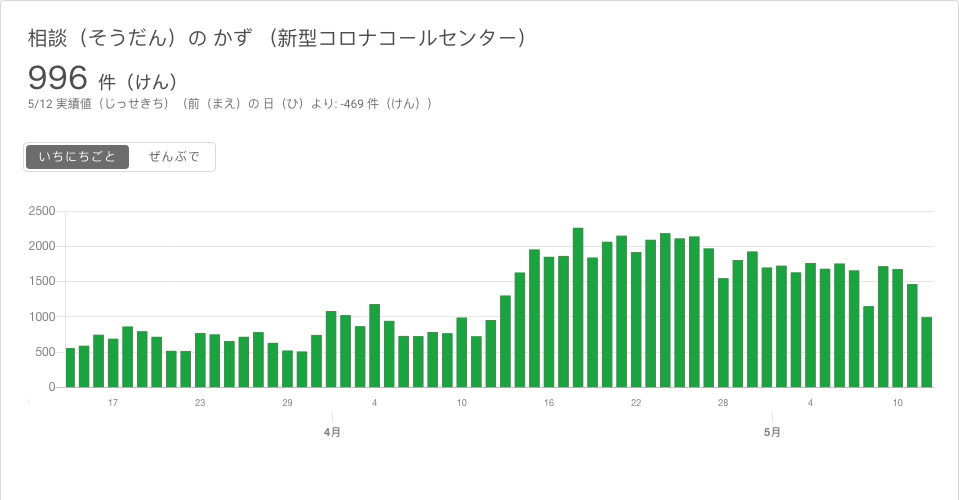 相談（そうだん）の かず （新型コロナコールセンター）
996 件（けん）
5/12 実績値（じっせきち）（前（まえ）の 日（ひ）より: -469 件（けん））
いちにちごと ぜんぶで
2500
2000
1500
1000
500
0
17 23 29 4 10 16 22 28 4 10
4月 5月